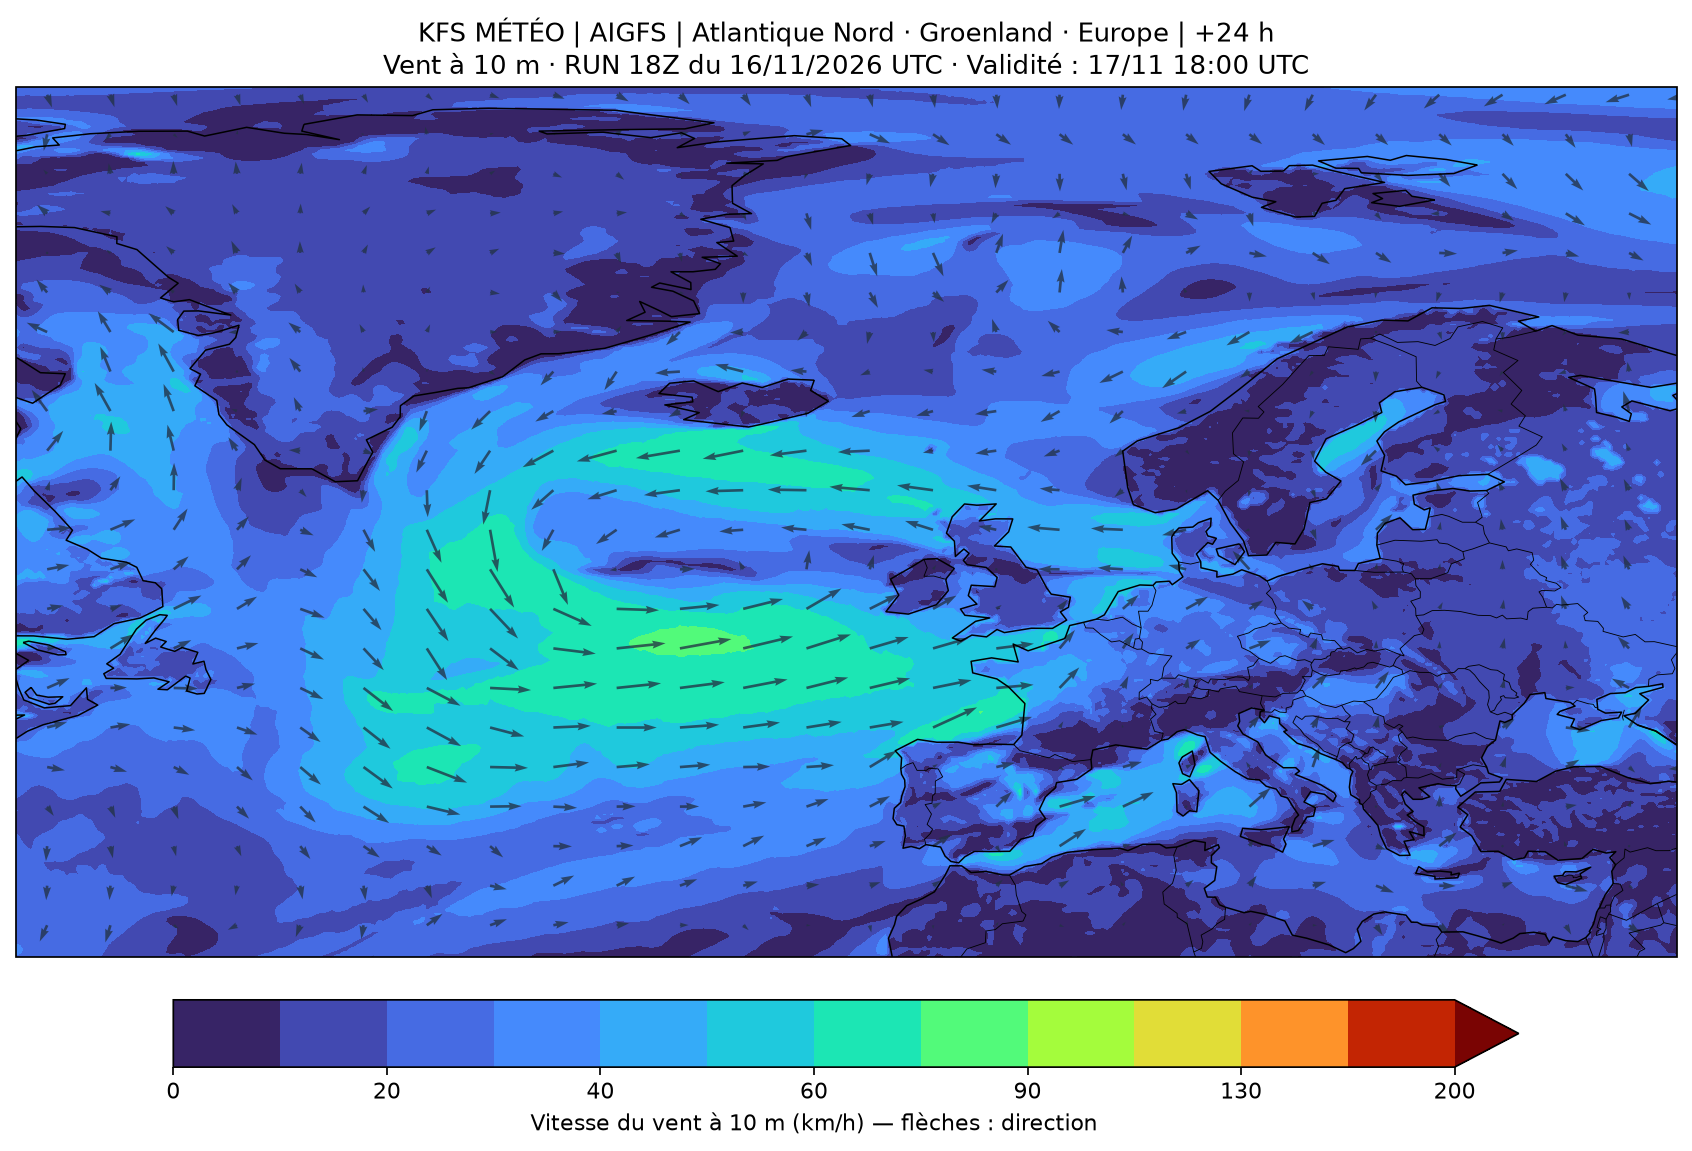 KFS MÉTÉO | AIGFS | Atlantique Nord · Groenland · Europe | +24 h
Vent à 10 m · RUN 18Z du 16/11/2026 UTC · Validité : 17/11 18:00 UTC
0 20 40 60 90 130 200
Vitesse du vent à 10 m (km/h) — flèches : direction